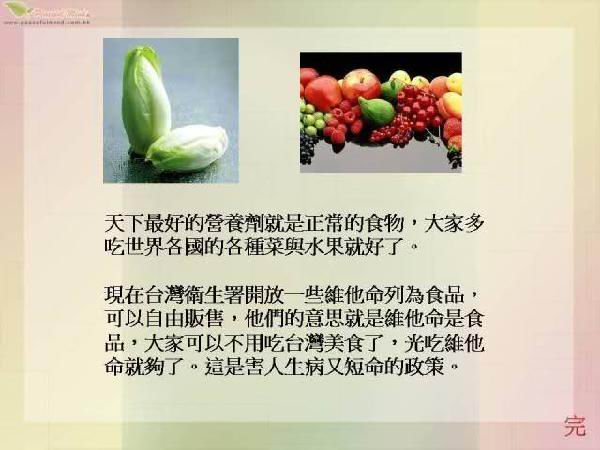 www.peacefulmind.com.hk
天下最好的營養劑就是正常的食物，大家多
吃世界各國的各種菜與水果就好了。
現在台灣衛生署開放一些維他命列為食品，
可以自由販售，他們的意思就是維他命是食
品，大家可以不用吃台灣美食了，光吃維他
命就夠了。這是害人生病又短命的政策。
完